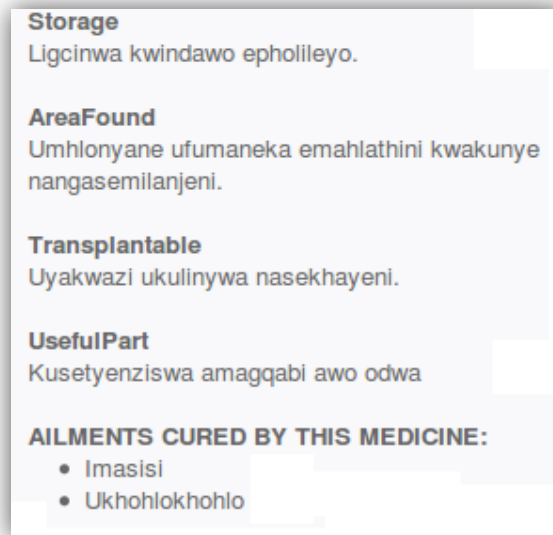 Storage
Ligcinwa kwindawo epholileyo.
AreaFound
Umhlonyane ufumaneka emahlathini kwakunye
nangasemilanjeni.
Transplantable
Uyakwazi ukulinywa nasekhayeni.
UsefulPart
Kusetyenziswa amagqabi awo odwa
AILMENTS CURED BY THIS MEDICINE:
• Imasisi
• Ukhohlokhohlo